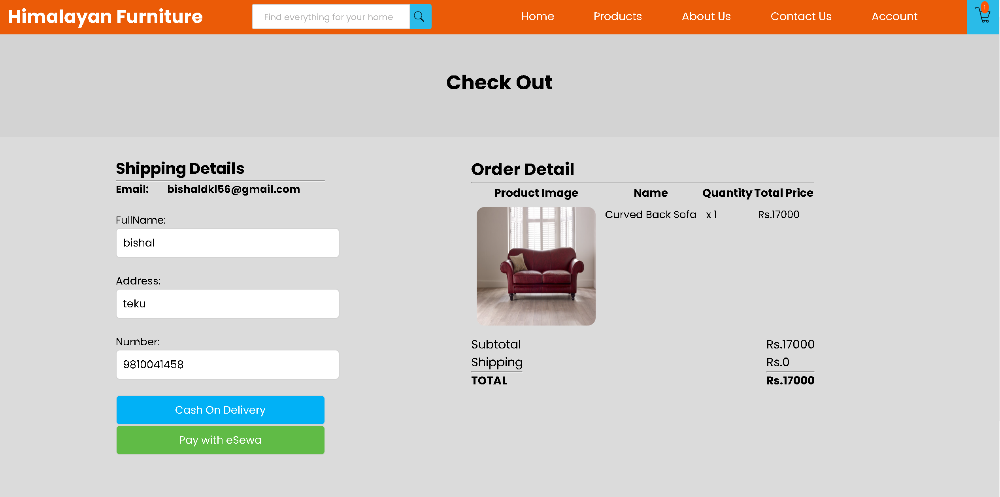 Himalayan Furniture
Find everything for your home
Home
Products
About Us
Contact Us
Account
1
Check Out
Shipping Details
Email: bishaldkl56@gmail.com
FullName:
bishal
Address:
teku
Number:
9810041458
Cash On Delivery
Pay with eSewa
Order Detail
Product Image Name Quantity Total Price
Curved Back Sofa x 1 Rs.17000
Subtotal Rs.17000
Shipping Rs.0
TOTAL Rs.17000